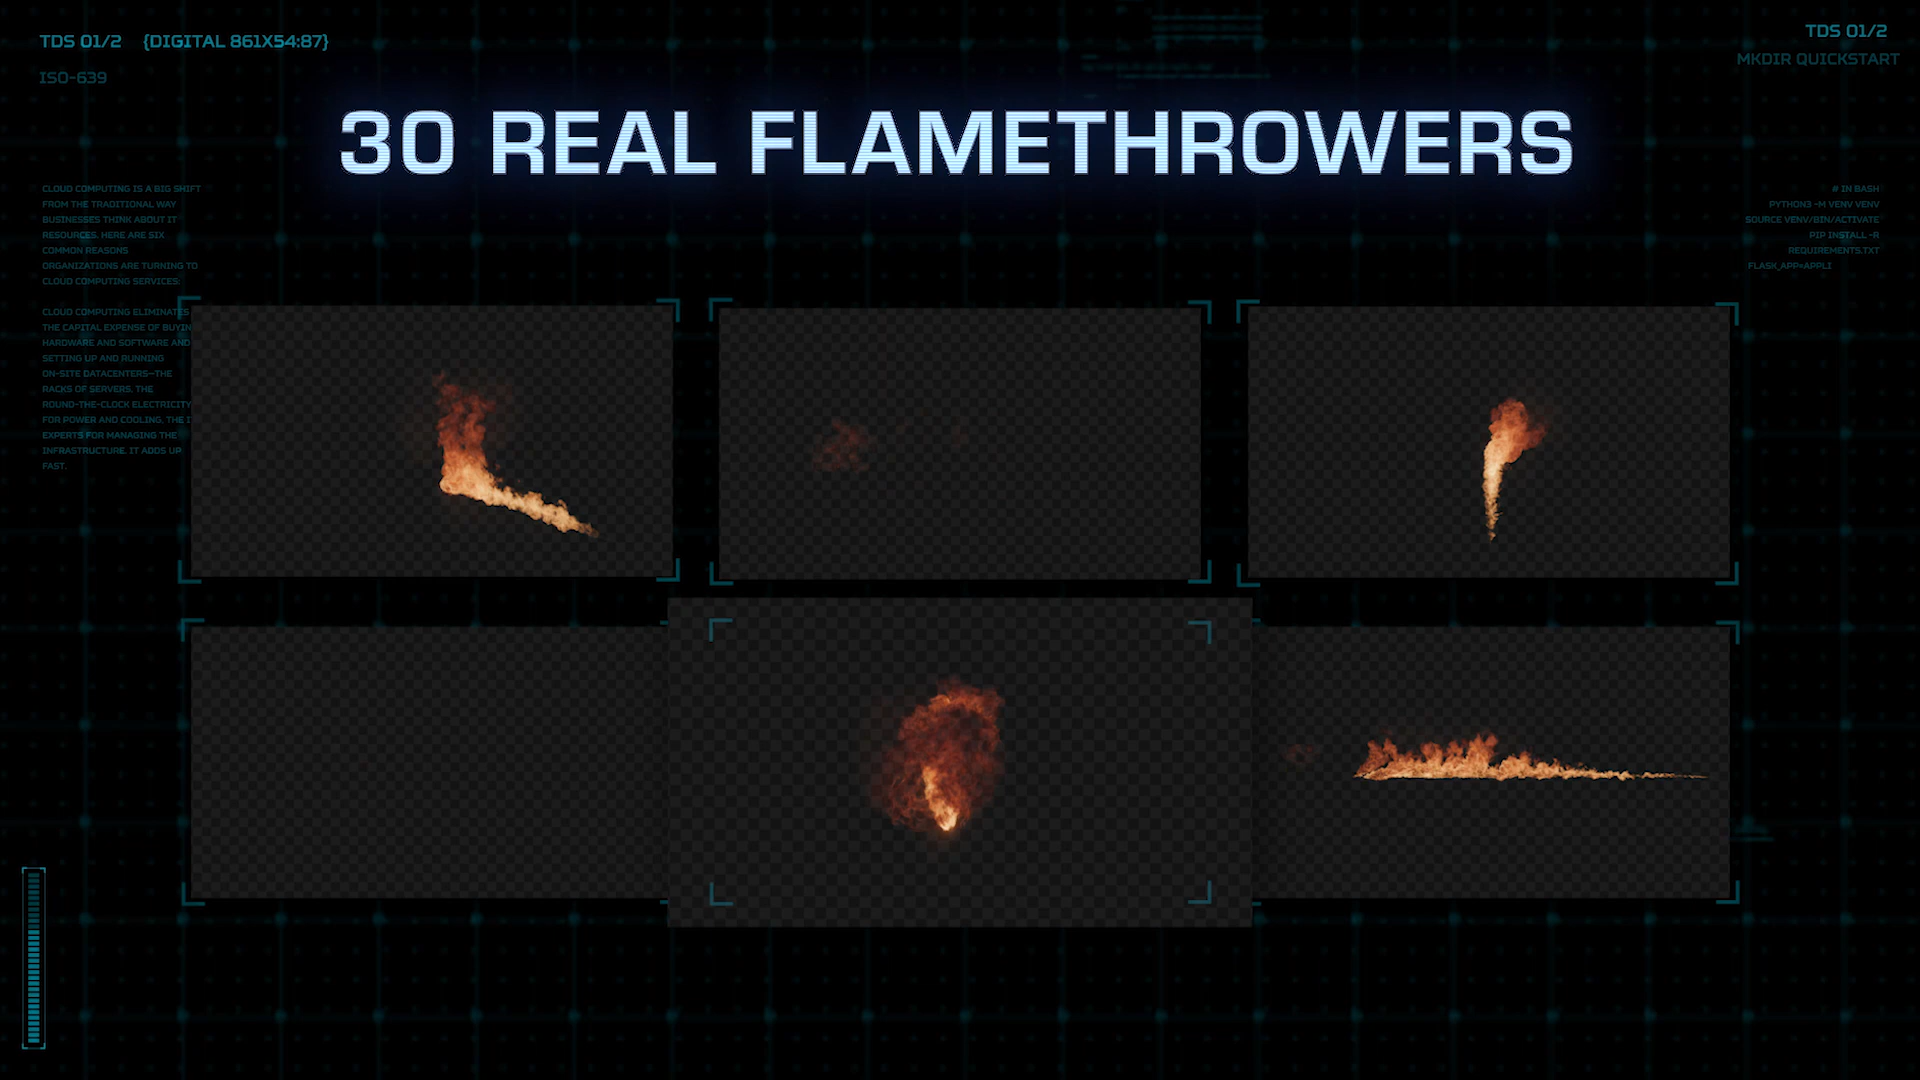 TDS 01/2 {DIGITAL 861X54:87}
ISO-639
TDS 01/2
MKDIR QUICKSTART
30 REAL FLAMETHROWERS
CLOUD COMPUTING IS A BIG SHIFT
FROM THE TRADITIONAL WAY
BUSINESSES THINK ABOUT IT
RESOURCES. HERE ARE SIX
COMMON REASONS
ORGANIZATIONS ARE TURNING TO
CLOUD COMPUTING SERVICES:
CLOUD COMPUTING ELIMINATES
THE CAPITAL EXPENSE OF BUYIN
HARDWARE AND SOFTWARE AND
SETTING UP AND RUNNING
ON-SITE DATACENTERS—THE
RACKS OF SERVERS, THE
ROUND-THE-CLOCK ELECTRICITY
FOR POWER AND COOLING, THE I
EXPERTS FOR MANAGING THE
INFRASTRUCTURE. IT ADDS UP
FAST.
# IN BASH
PYTHON3 -M VENV VENV
SOURCE VENV/BIN/ACTIVATE
PIP INSTALL -R
REQUIREMENTS.TXT
FLASK_APP=APPLI